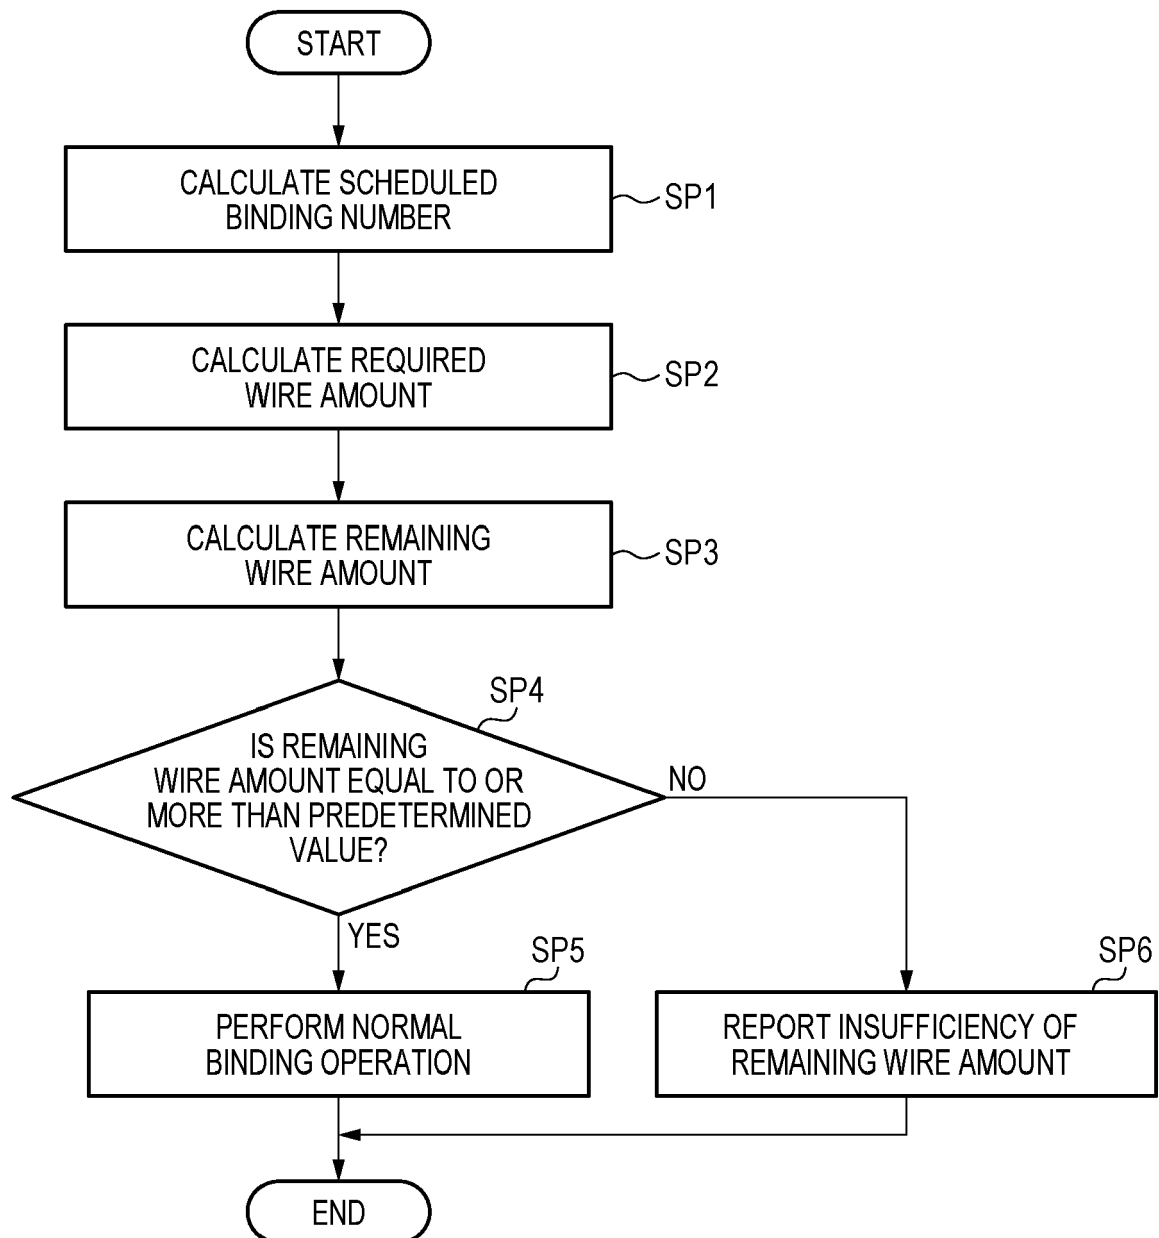 START
CALCULATE SCHEDULED
BINDING NUMBER
SP1
CALCULATE REQUIRED
WIRE AMOUNT
SP2
CALCULATE REMAINING
WIRE AMOUNT
SP3
SP4
IS REMAINING
WIRE AMOUNT EQUAL TO OR
MORE THAN PREDETERMINED
VALUE?
NO
YES
SP5
PERFORM NORMAL
BINDING OPERATION
SP6
REPORT INSUFFICIENCY OF
REMAINING WIRE AMOUNT
END